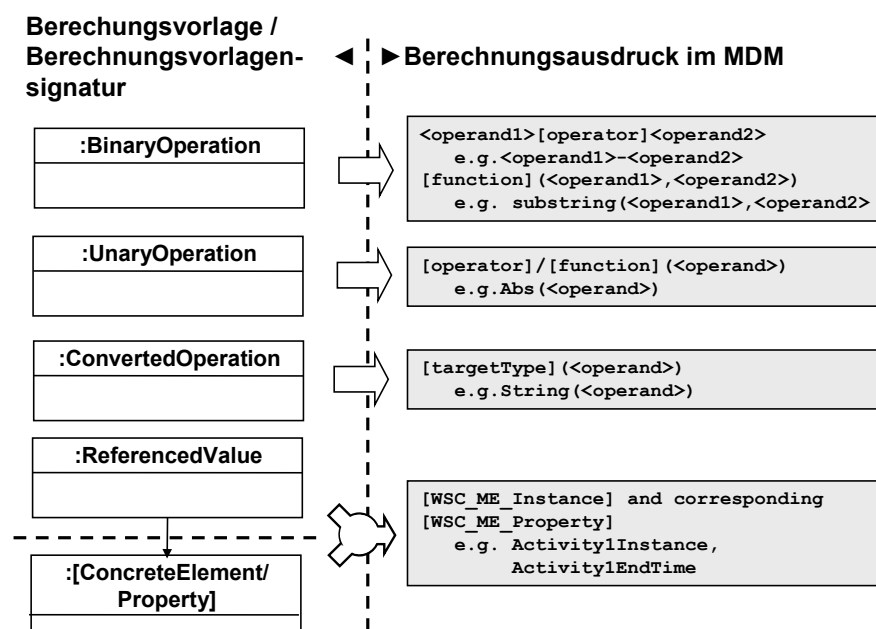 Berechungsvorlage /
Berechnungsvorlagen-
signatur
Berechnungsausdruck im MDM
:BinaryOperation
<operand1>[operator]<operand2>
e.g.<operand1>-<operand2>
[function](<operand1>,<operand2>)
e.g. substring(<operand1>,<operand2>
:UnaryOperation
[operator]/[function](<operand>)
e.g.Abs(<operand>)
:ConvertedOperation
[targetType](<operand>)
e.g.String(<operand>)
:ReferencedValue
[WSC_ME_Instance] and corresponding
[WSC_ME_Property]
e.g. Activity1Instance,
Activity1EndTime
:[ConcreteElement/
Property]